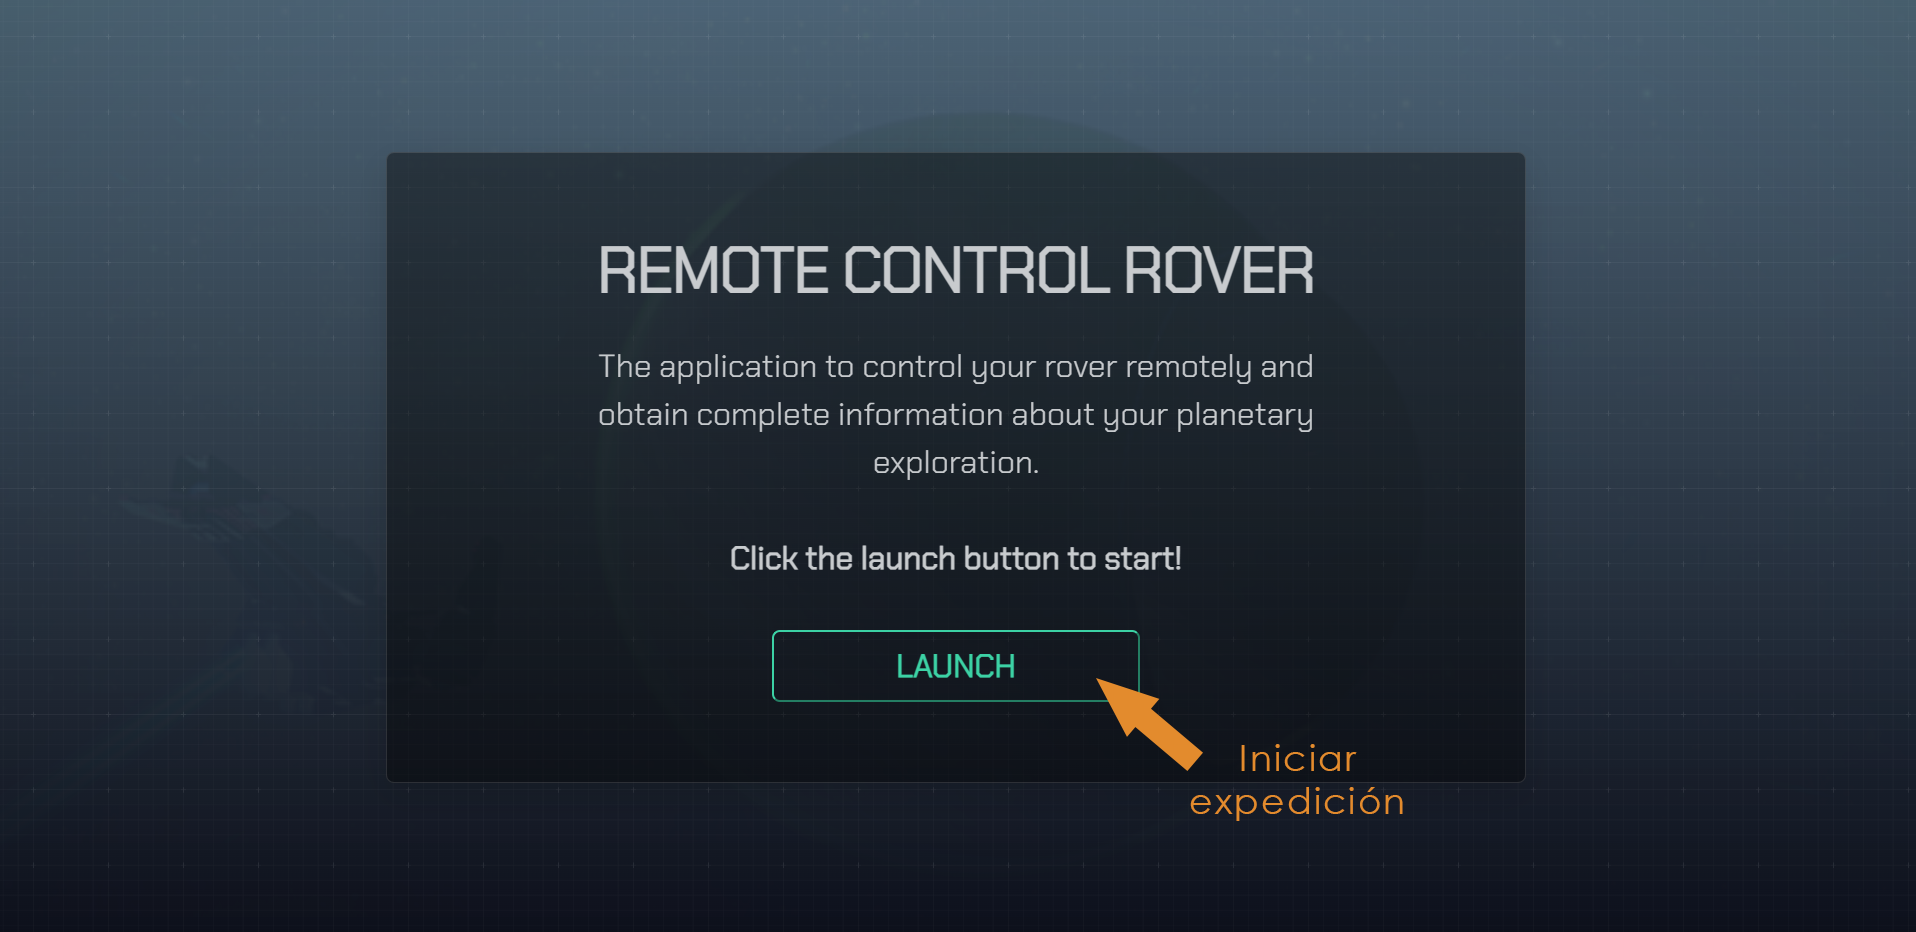 REMOTE CONTROL ROVER
The application to control your rover remotely and
obtain complete information about your planetary
exploration.
Click the launch button to start!
LAUNCH
Iniciar
expedición